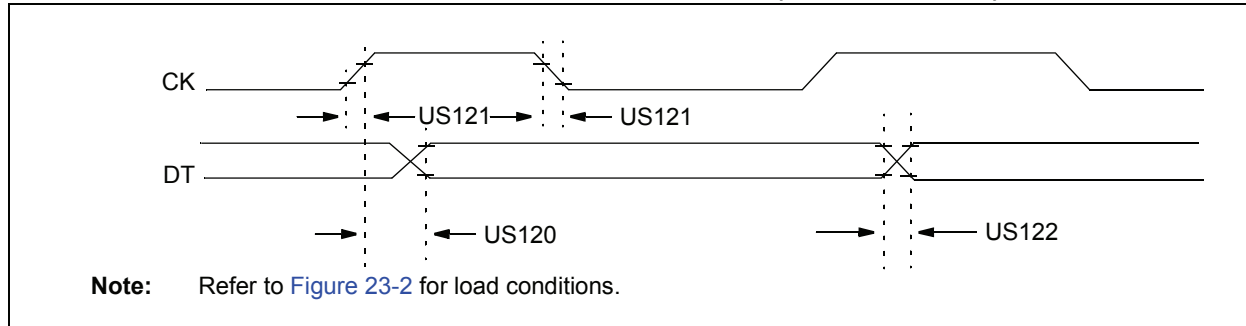 CK
US121 US121
DT
US120 US122
Note: Refer to Figure 23-2 for load conditions.